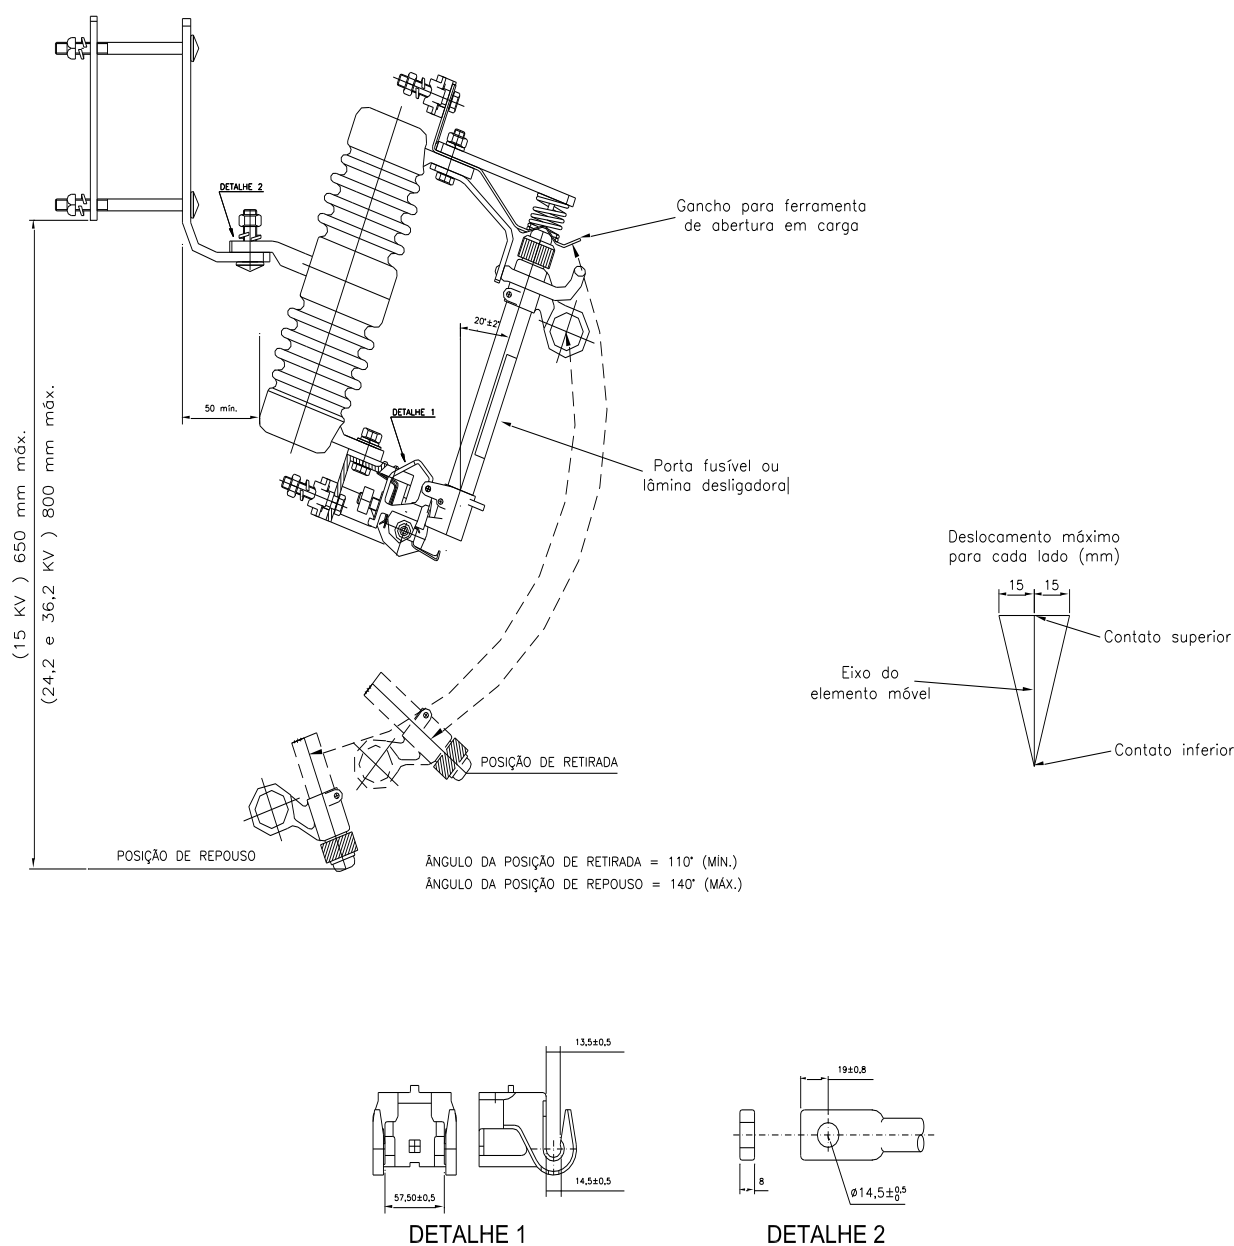 DETALHE 2
Gancho para ferramenta
de abertura em carga
20°±2°
50 mín.
DETALHE 1
(15 KV ) 650 mm máx.
(24,2 e 36,2 KV ) 800 mm máx.
Porta fusível ou
lâmina desligadora
Deslocamento máximo
para cada lado (mm)
15 15
Contato superior
Eixo do
elemento móvel
Contato inferior
POSIÇÃO DE RETIRADA
POSIÇÃO DE REPOUSO
ÂNGULO DA POSIÇÃO DE RETIRADA = 110° (MÍN.)
ÂNGULO DA POSIÇÃO DE REPOUSO = 140° (MÁX.)
13,5±0,5
19±0,8
14,5±0,5
8
57,50±0,5
ø14,5±0,5 0
DETALHE 1
DETALHE 2